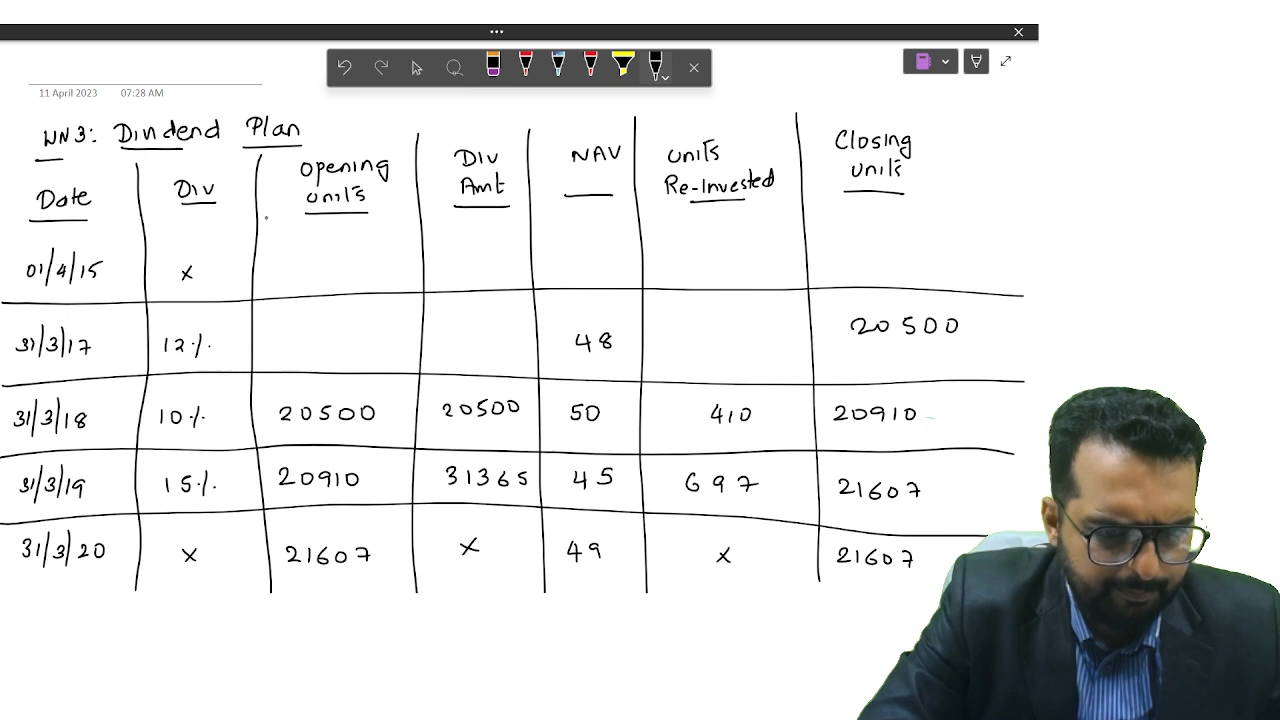 11 April 2023 07:28 AM
WN3: Dividend Plan
Date Div Opening Units Div Amt NAV Units Re-Invested Closing Units
01/4/15 x
31/3/17 12% 48 20500
31/3/18 10% 20500 20500 50 410 20910
31/3/19 15% 20910 31365 45 697 21607
31/3/20 x 21607 x 49 x 21607